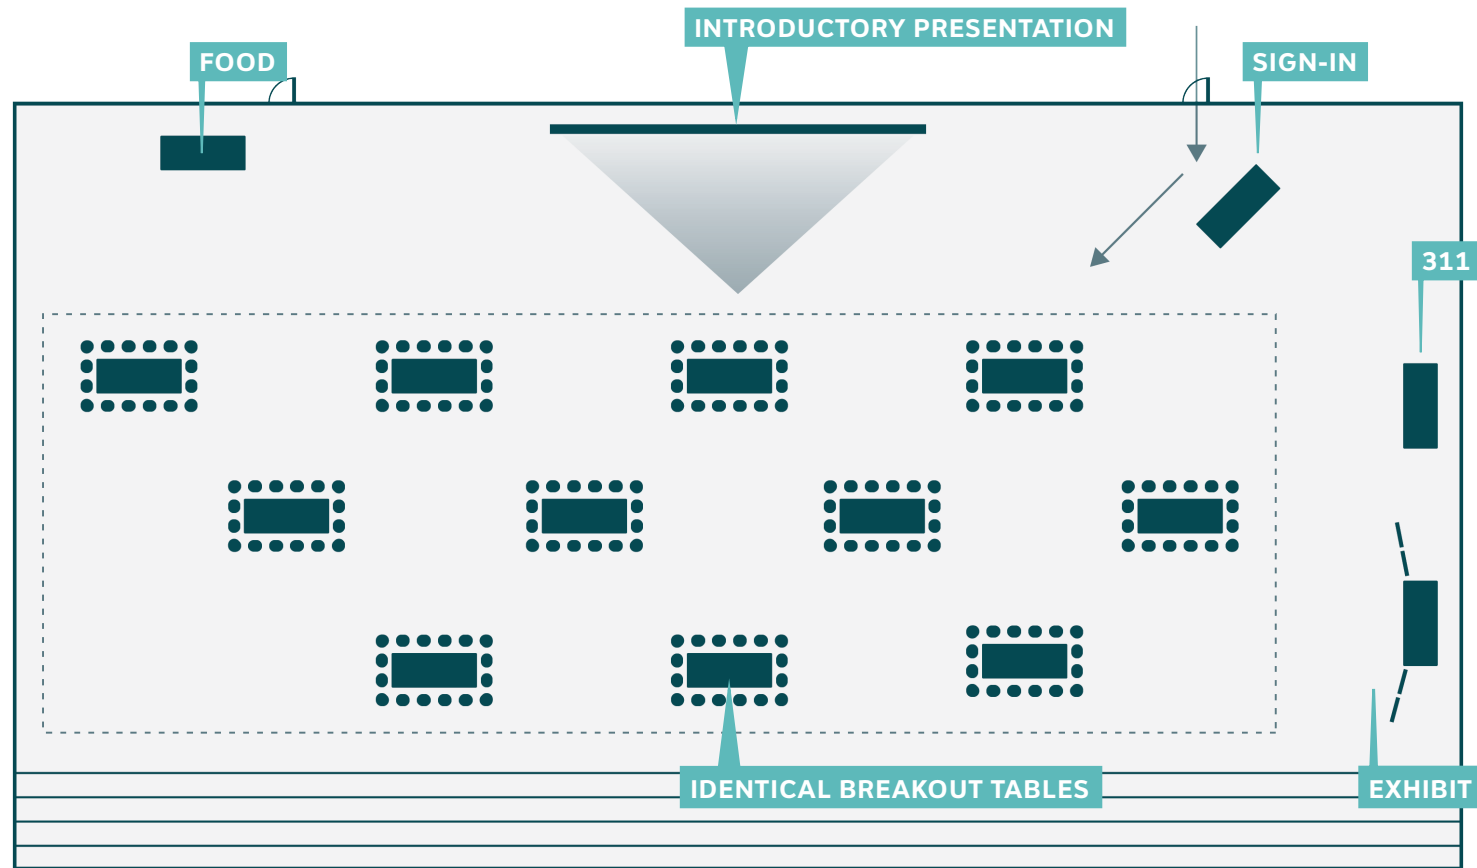 INTRODUCTORY PRESENTATION
FOOD
SIGN-IN
311
IDENTICAL BREAKOUT TABLES
EXHIBIT